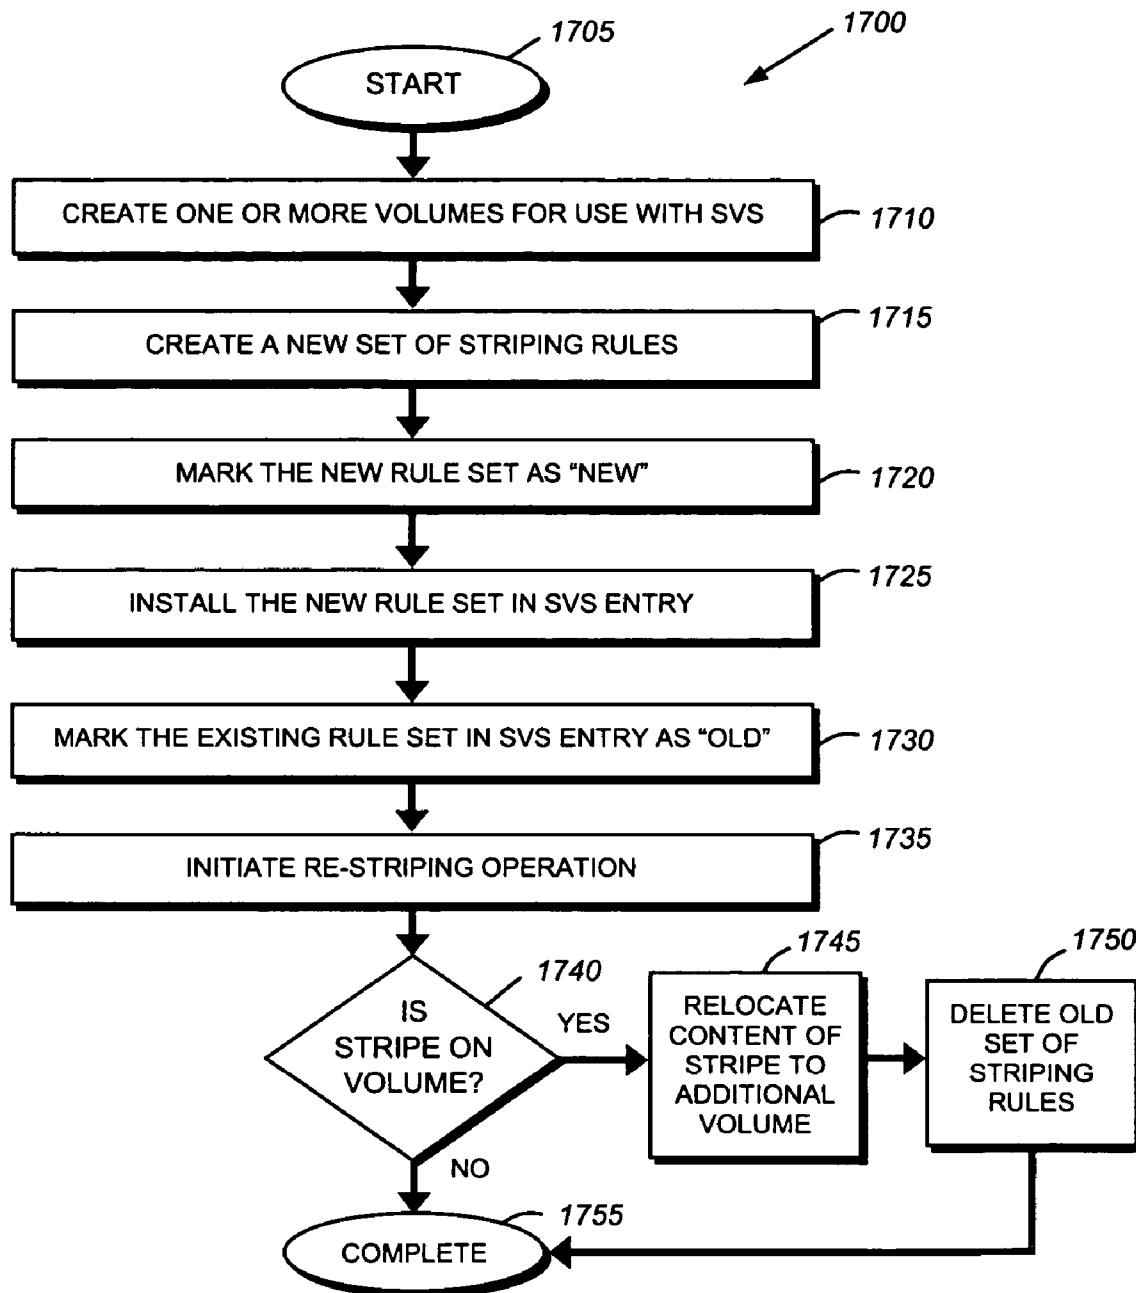 1705
1700
START
CREATE ONE OR MORE VOLUMES FOR USE WITH SVS
1710
1715
CREATE A NEW SET OF STRIPING RULES
MARK THE NEW RULE SET AS “NEW”
1720
1725
INSTALL THE NEW RULE SET IN SVS ENTRY
MARK THE EXISTING RULE SET IN SVS ENTRY AS “OLD”
1730
1735
INITIATE RE-STRIPING OPERATION
1740
IS
STRIPE ON
VOLUME?
YES
NO
1745
RELOCATE
CONTENT OF
STRIPE TO
ADDITIONAL
VOLUME
1750
DELETE OLD
SET OF
STRIPING
RULES
1755
COMPLETE